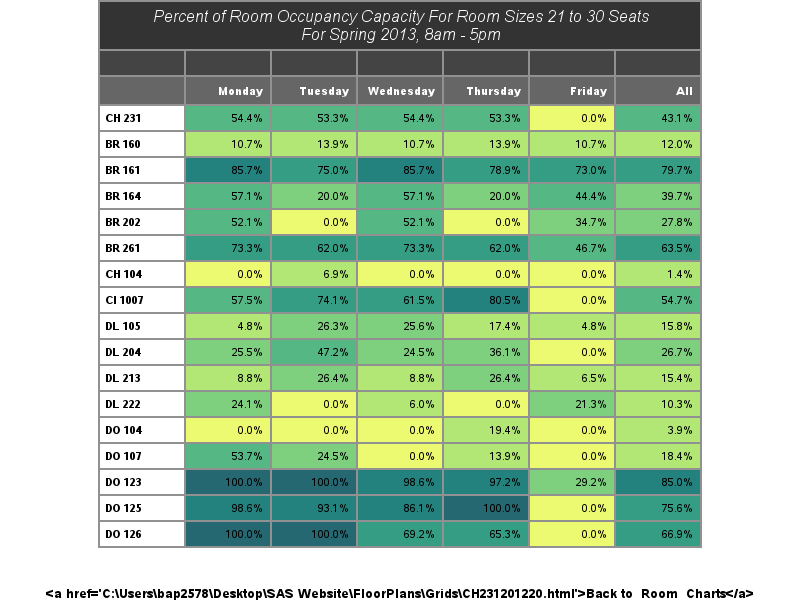 Percent of Room Occupancy Capacity For Room Sizes 21 to 30 Seats
For Spring 2013, 8am - 5pm
Monday Tuesday Wednesday Thursday Friday All
CH 231 54.4% 53.3% 54.4% 53.3% 0.0% 43.1%
BR 160 10.7% 13.9% 10.7% 13.9% 10.7% 12.0%
BR 161 85.7% 75.0% 85.7% 78.9% 73.0% 79.7%
BR 164 57.1% 20.0% 57.1% 20.0% 44.4% 39.7%
BR 202 52.1% 0.0% 52.1% 0.0% 34.7% 27.8%
BR 261 73.3% 62.0% 73.3% 62.0% 46.7% 63.5%
CH 104 0.0% 6.9% 0.0% 0.0% 0.0% 1.4%
CI 1007 57.5% 74.1% 61.5% 80.5% 0.0% 54.7%
DL 105 4.8% 26.3% 25.6% 17.4% 4.8% 15.8%
DL 204 25.5% 47.2% 24.5% 36.1% 0.0% 26.7%
DL 213 8.8% 26.4% 8.8% 26.4% 6.5% 15.4%
DL 222 24.1% 0.0% 6.0% 0.0% 21.3% 10.3%
DO 104 0.0% 0.0% 0.0% 19.4% 0.0% 3.9%
DO 107 53.7% 24.5% 0.0% 13.9% 0.0% 18.4%
DO 123 100.0% 100.0% 98.6% 97.2% 29.2% 85.0%
DO 125 98.6% 93.1% 86.1% 100.0% 0.0% 75.6%
DO 126 100.0% 100.0% 69.2% 65.3% 0.0% 66.9%
<a href='C:\Users\bap2578\Desktop\SAS Website\FloorPlans\Grids\CH231201220.html'>Back to Room Charts</a>